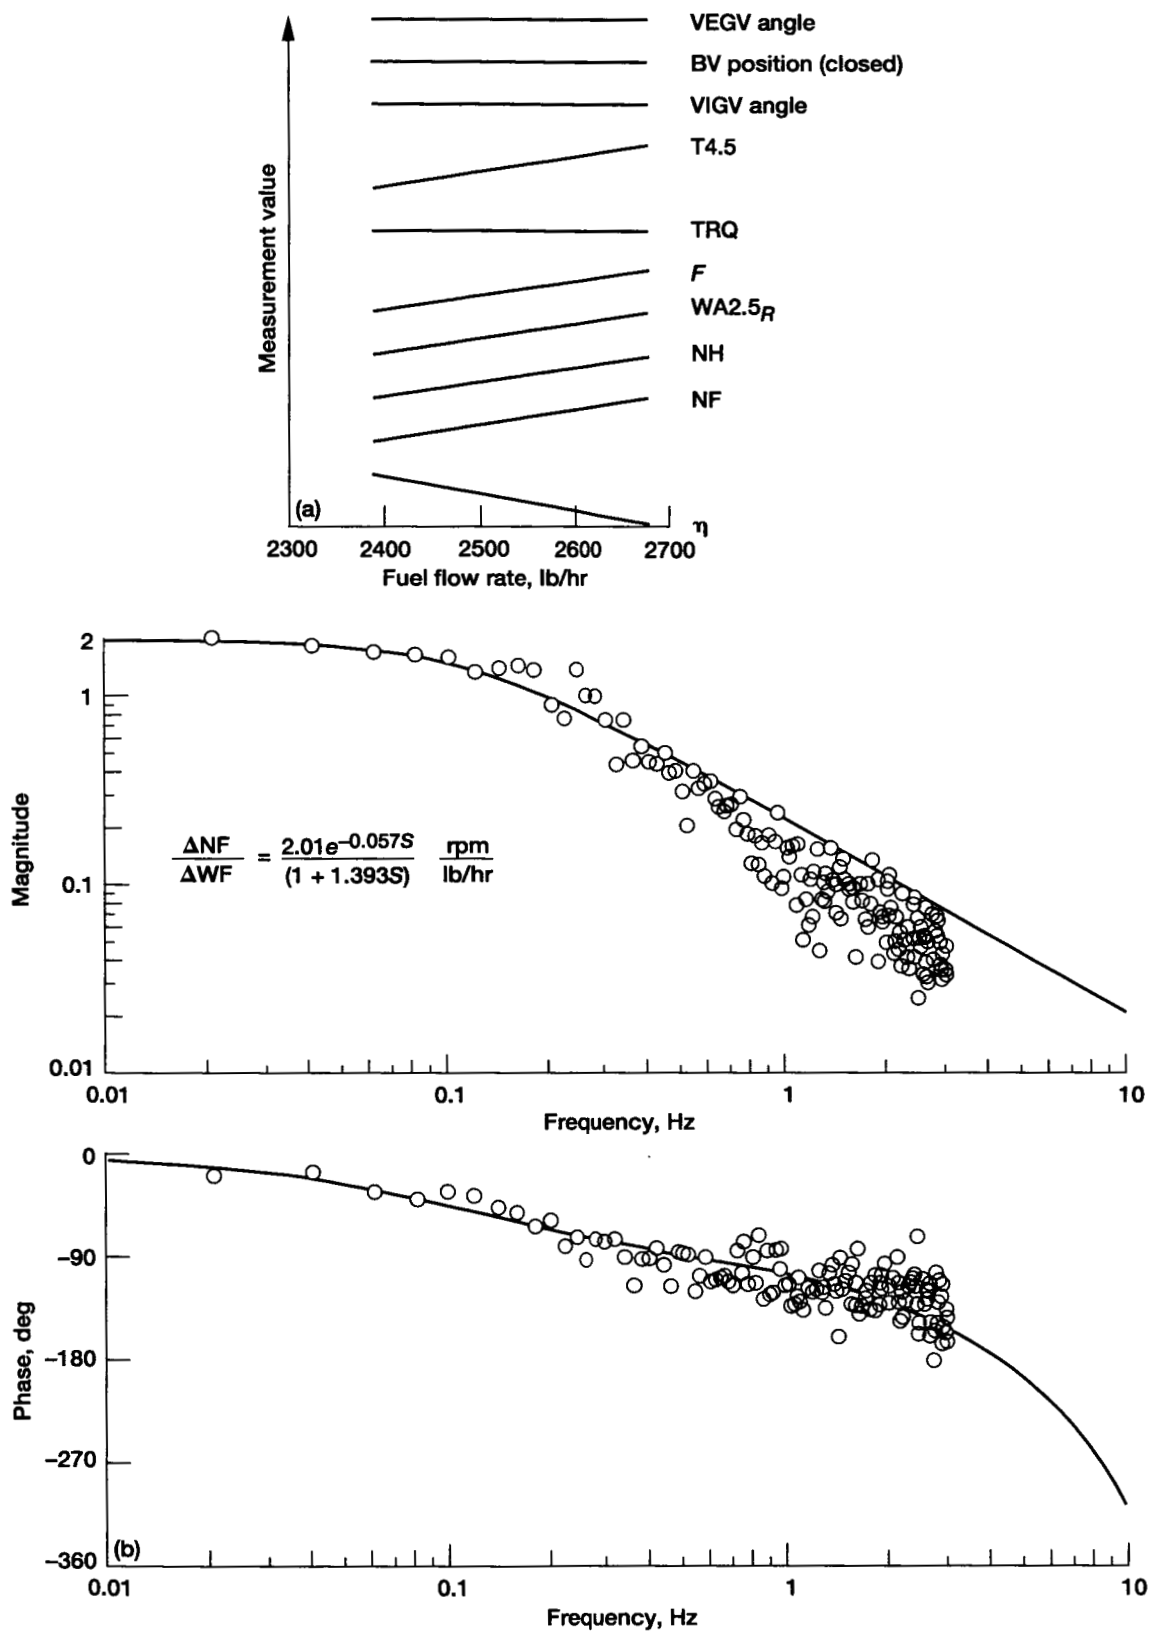 VEGV angle
BV position (closed)
VIGV angle
T4.5
TRQ
F
WA2.5R
NH
NF
η
Measurement value
(a)
2300 2400 2500 2600 2700
Fuel flow rate, lb/hr
2
1
0.1
0.01
Magnitude
ΔNF/ΔWF = 2.01e–0.057S/(1 + 1.393S) rpm/lb/hr
0.01 0.1 1 10
Frequency, Hz
0
–90
–180
–270
–360
Phase, deg
(b)
0.01 0.1 1 10
Frequency, Hz